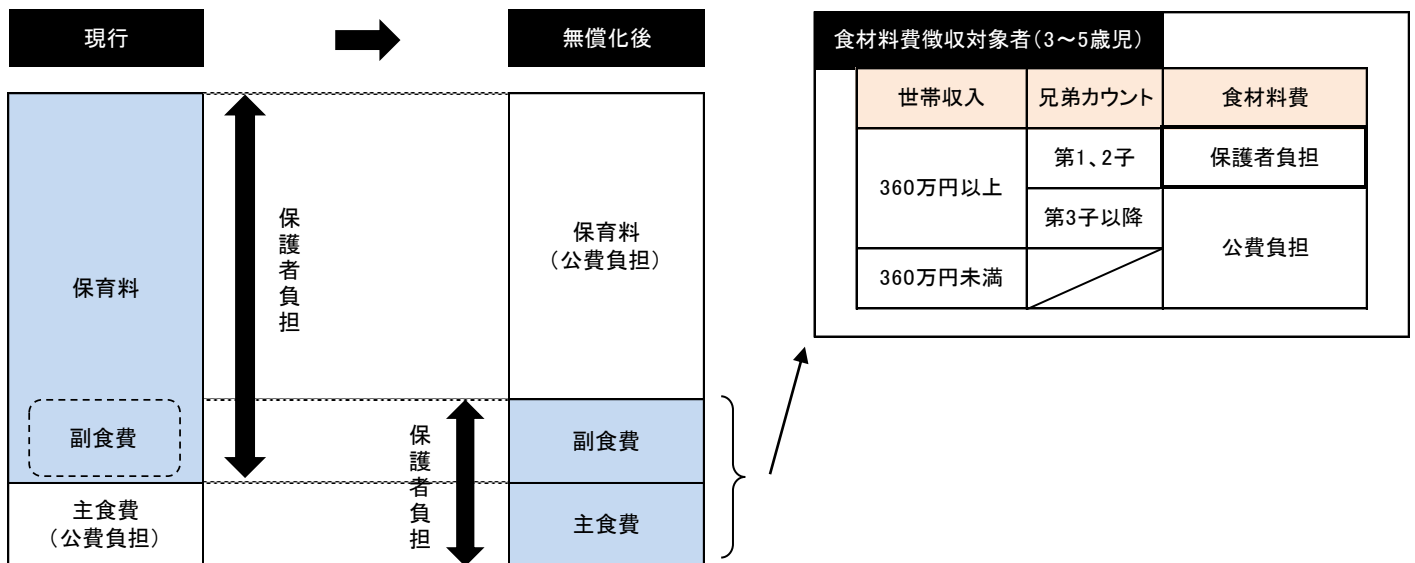 現行
無償化後
保育料
副食費
主食費
（公費負担）
保護者負担
保護者負担
保育料
（公費負担）
副食費
主食費
食材料費徴収対象者（3～5歳児）
世帯収入 兄弟カウント 食材料費
360万円以上 第1、2子 保護者負担
第3子以降 公費負担
360万円未満